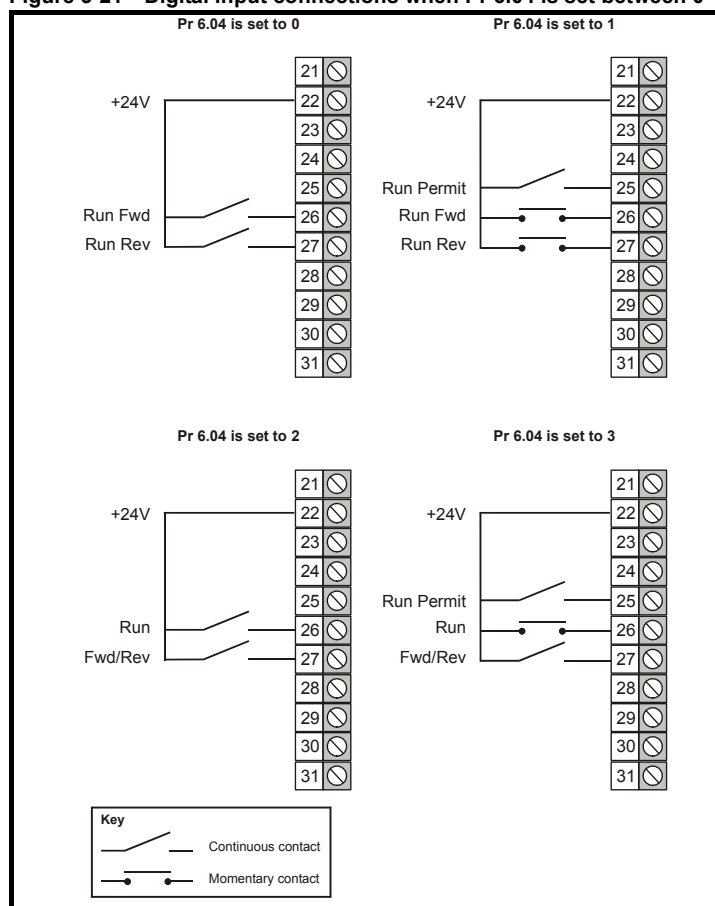 Pr 6.04 is set to 0
21
+24V 22
23
24
25
Run Fwd 26
Run Rev 27
28
29
30
31
Pr 6.04 is set to 1
21
+24V 22
23
24
Run Permit 25
Run Fwd 26
Run Rev 27
28
29
30
31
Pr 6.04 is set to 2
21
+24V 22
23
24
25
Run 26
Fwd/Rev 27
28
29
30
31
Pr 6.04 is set to 3
21
+24V 22
23
24
Run Permit 25
Run 26
Fwd/Rev 27
28
29
30
31
Key
Continuous contact
Momentary contact